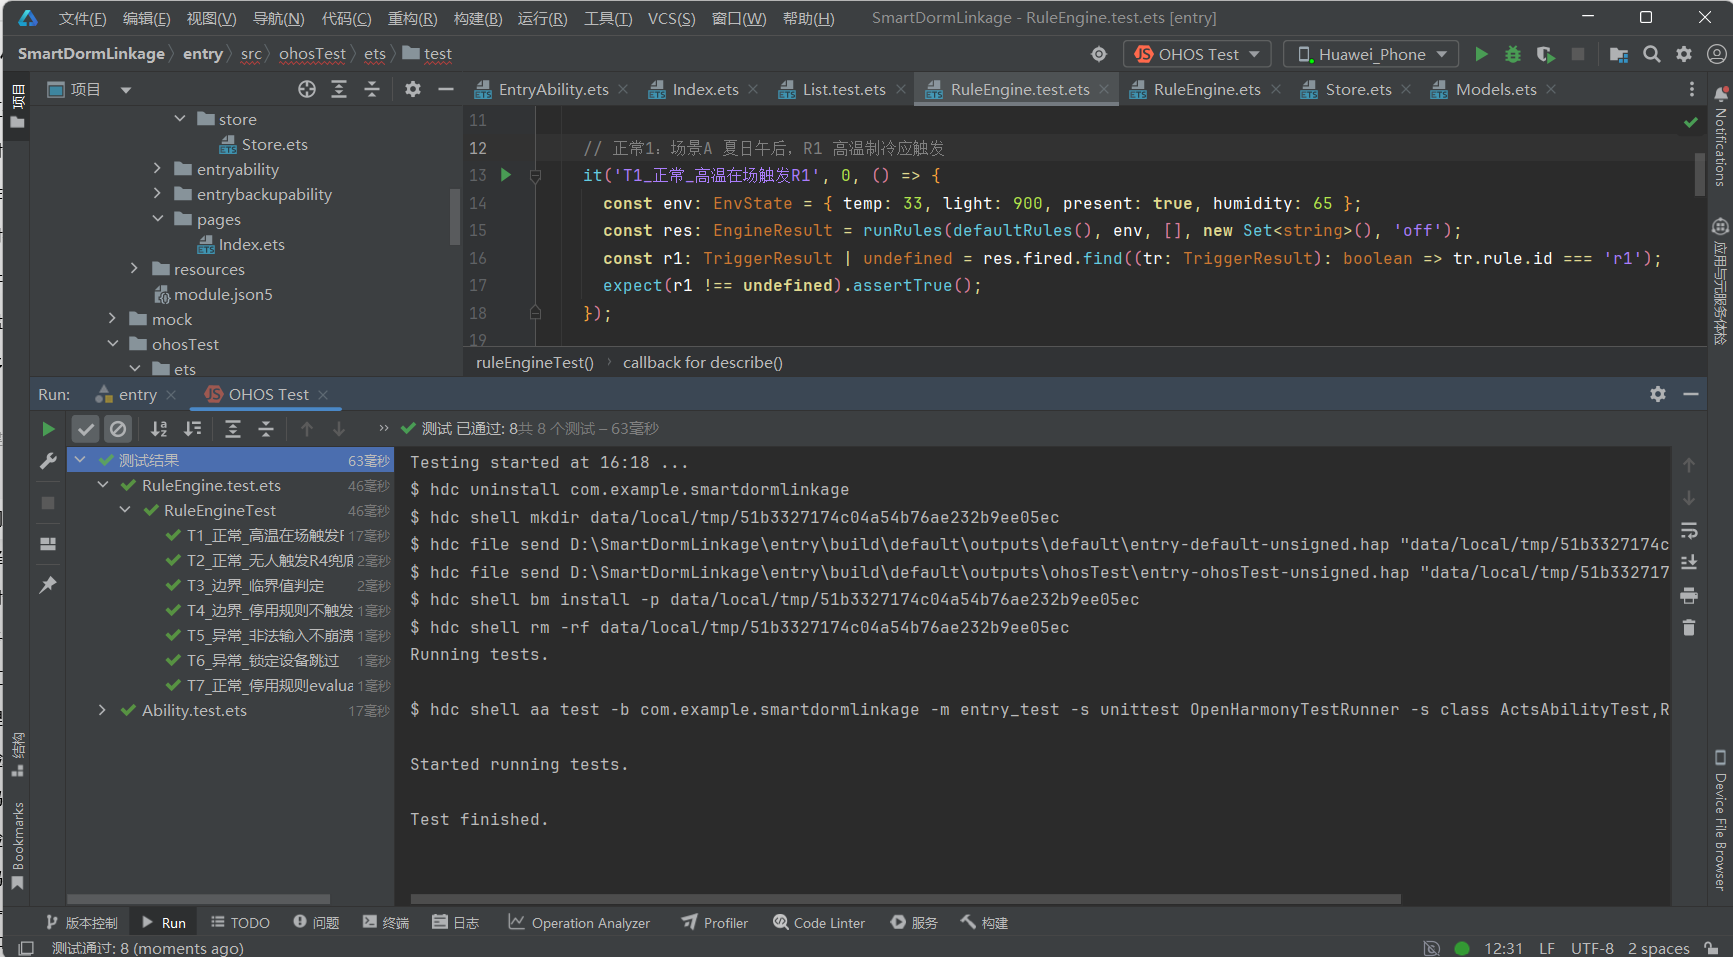 文件(F) 编辑(E) 视图(V) 导航(N) 代码(C) 重构(R) 构建(B) 运行(R) 工具(T) VCS(S) 窗口(W) 帮助(H) SmartDormLinkage - RuleEngine.test.ets [entry]
SmartDormLinkage entry src ohosTest ets test OHOS Test Huawei_Phone
项目
项目
EntryAbility.ets Index.ets List.test.ets RuleEngine.test.ets RuleEngine.ets Store.ets Models.ets
store
Store.ets
entryability
entrybackupability
pages
Index.ets
resources
module.json5
mock
ohosTest
ets
11
12 // 正常1：场景A 夏日午后，R1 高温制冷应触发
13 it('T1_正常_高温在场触发R1', 0, () => {
14 const env: EnvState = { temp: 33, light: 900, present: true, humidity: 65 };
15 const res: EngineResult = runRules(defaultRules(), env, [], new Set<string>(), 'off');
16 const r1: TriggerResult | undefined = res.fired.find((tr: TriggerResult): boolean => tr.rule.id === 'r1');
17 expect(r1 !== undefined).assertTrue();
18 });
19
ruleEngineTest() callback for describe()
Notifications
应用与元服务体检
Device File Browser
Run: entry OHOS Test
» 测试 已通过: 8共 8 个测试 – 63毫秒
测试结果 63毫秒
RuleEngine.test.ets 46毫秒
RuleEngineTest 46毫秒
T1_正常_高温在场触发 17毫秒
T2_正常_无人触发R4兜 2毫秒
T3_边界_临界值判定 2毫秒
T4_边界_停用规则不触发 1毫秒
T5_异常_非法输入不崩溃 1毫秒
T6_异常_锁定设备跳过 1毫秒
T7_正常_停用规则evalua 1毫秒
Ability.test.ets 17毫秒
Testing started at 16:18 ...
$ hdc uninstall com.example.smartdormlinkage
$ hdc shell mkdir data/local/tmp/51b3327174c04a54b76ae232b9ee05ec
$ hdc file send D:\SmartDormLinkage\entry\build\default\outputs\default\entry-default-unsigned.hap "data/local/tmp/51b3327174c
$ hdc file send D:\SmartDormLinkage\entry\build\default\outputs\ohosTest\entry-ohosTest-unsigned.hap "data/local/tmp/51b332717
$ hdc shell bm install -p data/local/tmp/51b3327174c04a54b76ae232b9ee05ec
$ hdc shell rm -rf data/local/tmp/51b3327174c04a54b76ae232b9ee05ec
Running tests.
$ hdc shell aa test -b com.example.smartdormlinkage -m entry_test -s unittest OpenHarmonyTestRunner -s class ActsAbilityTest,R
Started running tests.
Test finished.
结构
Bookmarks
版本控制 Run TODO 问题 终端 日志 Operation Analyzer Profiler Code Linter 服务 构建
测试通过: 8 (moments ago) 12:31 LF UTF-8 2 spaces